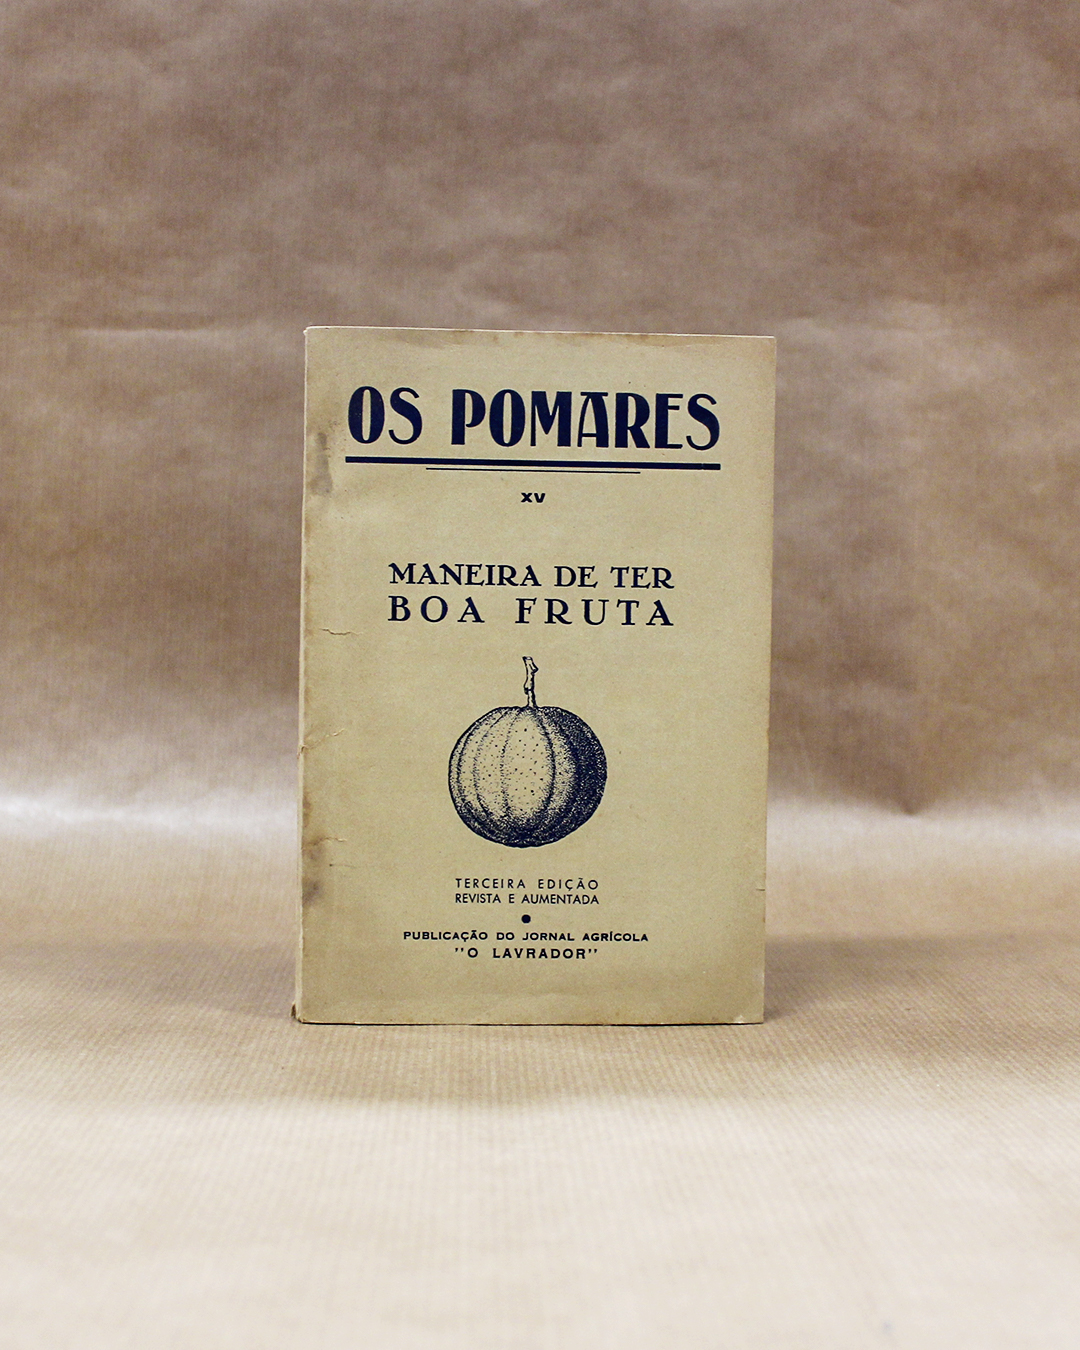 OS POMARES
XV
MANEIRA DE TER
BOA FRUTA
TERCEIRA EDIÇÃO
REVISTA E AUMENTADA
PUBLICAÇÃO DO JORNAL AGRÍCOLA
"O LAVRADOR"